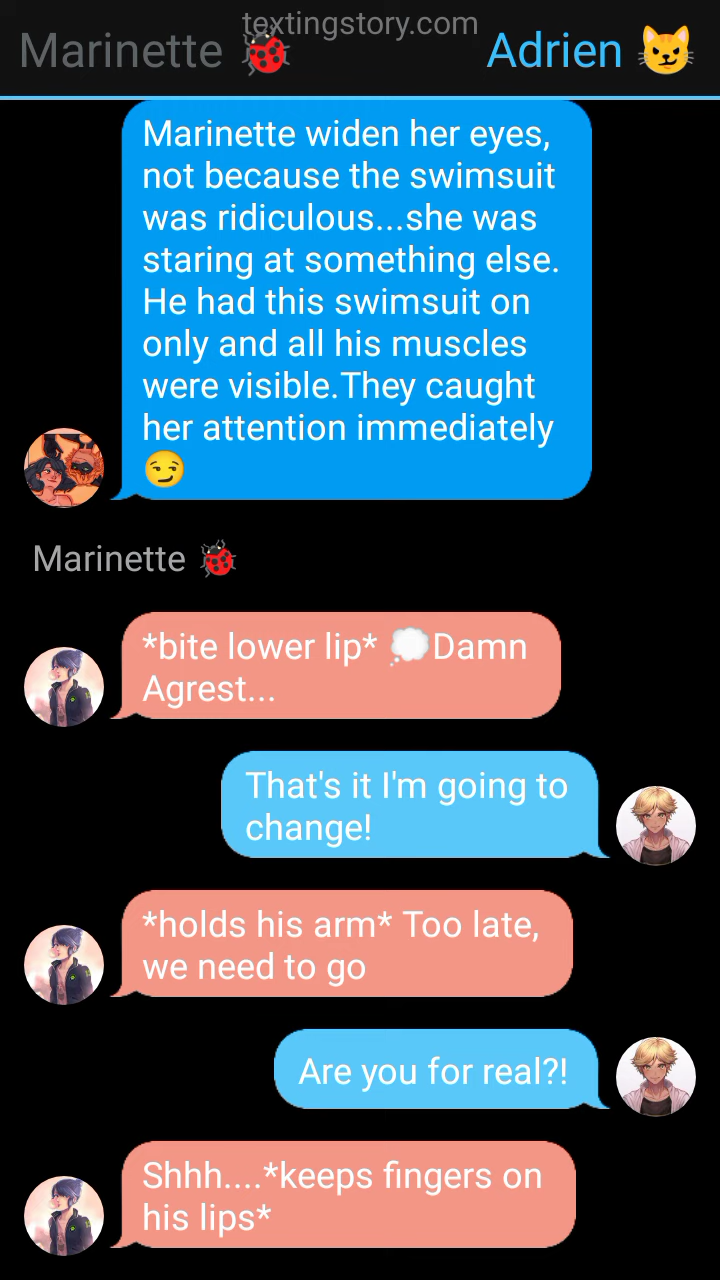 textingstory.com
Marinette 🐞 Adrien 😼
Marinette widen her eyes,
not because the swimsuit
was ridiculous...she was
staring at something else.
He had this swimsuit on
only and all his muscles
were visible.They caught
her attention immediately
😏
Marinette 🐞
*bite lower lip* 💭Damn
Agrest...
That's it I'm going to
change!
*holds his arm* Too late,
we need to go
Are you for real?!
Shhh....*keeps fingers on
his lips*